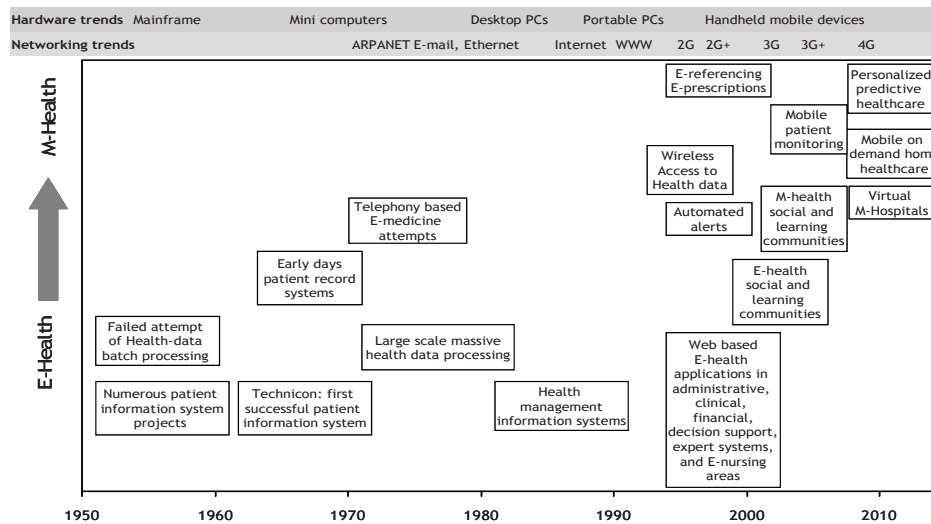 Hardware trends Mainframe Mini computers Desktop PCs Portable PCs Handheld mobile devices
Networking trends ARPANET E-mail, Ethernet Internet WWW 2G 2G+ 3G 3G+ 4G
M-Health
E-Health
E-referencing
E-prescriptions
Personalized
predictive
healthcare
Mobile
patient
monitoring
Mobile on
demand hom
healthcare
Wireless
Access to
Health data
Telephony based
E-medicine
attempts
Automated
alerts
M-health
social and
learning
communities
Virtual
M-Hospitals
Early days
patient record
systems
E-health
social and
learning
communities
Failed attempt
of Health-data
batch processing
Large scale massive
health data processing
Web based
E-health
applications in
administrative,
clinical,
financial,
decision support,
expert systems,
and E-nursing
areas
Numerous patient
information system
projects
Technicon: first
successful patient
information system
Health
management
information systems
1950 1960 1970 1980 1990 2000 2010